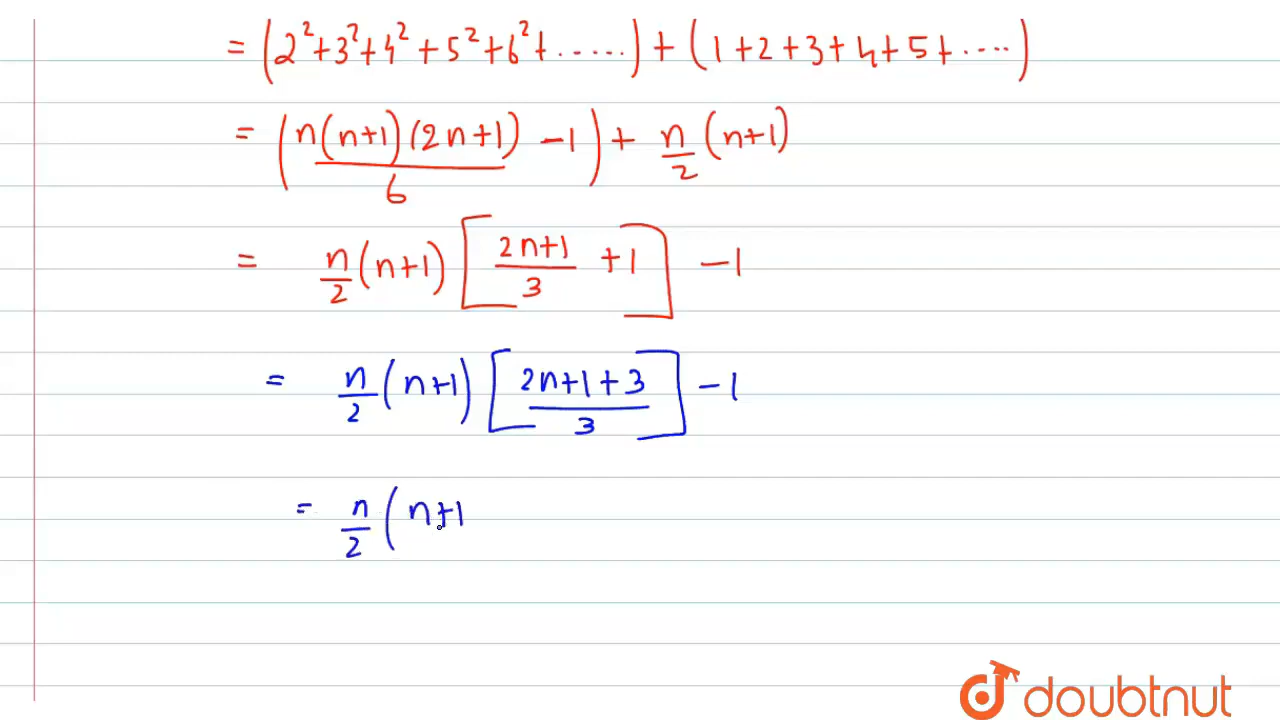 = (2²+3²+4²+5²+6²+......) + (1+2+3+4+5+....)
= (n(n+1)(2n+1)/6 -1) + n/2 (n+1)
= n/2 (n+1) [2n+1/3 +1] -1
= n/2 (n+1) [2n+1+3/3] -1
= n/2 (n+1
doubtnut